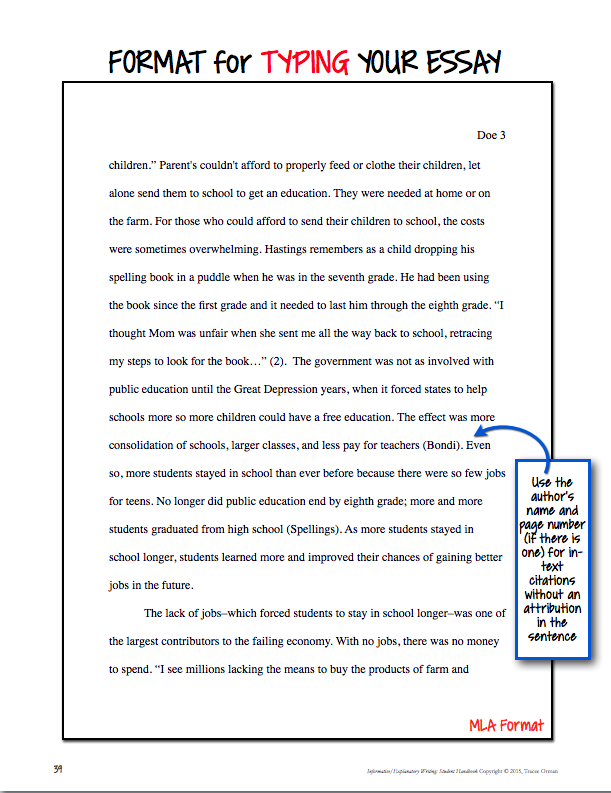 FORMAT for TYPING YOUR ESSAY
Doe 3
children.” Parent's couldn't afford to properly feed or clothe their children, let
alone send them to school to get an education. They were needed at home or on
the farm. For those who could afford to send their children to school, the costs
were sometimes overwhelming. Hastings remembers as a child dropping his
spelling book in a puddle when he was in the seventh grade. He had been using
the book since the first grade and it needed to last him through the eighth grade. “I
thought Mom was unfair when she sent me all the way back to school, retracing
my steps to look for the book…” (2).  The government was not as involved with
public education until the Great Depression years, when it forced states to help
schools more so more children could have a free education. The effect was more
consolidation of schools, larger classes, and less pay for teachers (Bondi). Even
so, more students stayed in school than ever before because there were so few jobs
for teens. No longer did public education end by eighth grade; more and more
students graduated from high school (Spellings). As more students stayed in
school longer, students learned more and improved their chances of gaining better
jobs in the future.
The lack of jobs–which forced students to stay in school longer–was one of
the largest contributors to the failing economy. With no jobs, there was no money
to spend. “I see millions lacking the means to buy the products of farm and
Use the
author's
name and
page number
(if there is
one) for in-
text
citations
without an
attribution
in the
sentence
MLA Format
39
Informative/Explanatory Writing: Student Handbook Copyright © 2015, Tracee Orman